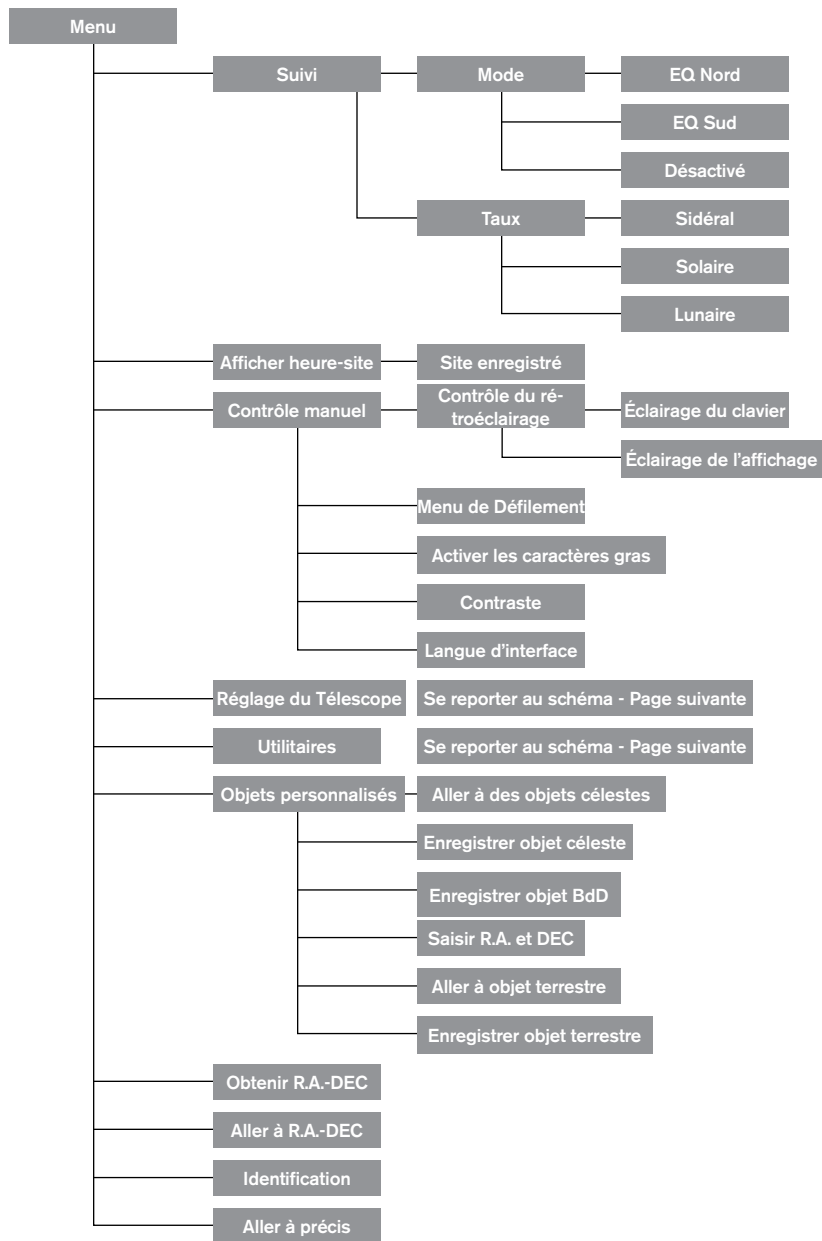 Menu
Suivi
Mode
EQ Nord
EQ Sud
Désactivé
Taux
Sidéral
Solaire
Lunaire
Afficher heure-site
Site enregistré
Contrôle manuel
Contrôle du ré-
troéclairage
Éclairage du clavier
Éclairage de l’affichage
Menu de Défilement
Activer les caractères gras
Contraste
Langue d’interface
Réglage du Télescope
Se reporter au schéma - Page suivante
Utilitaires
Se reporter au schéma - Page suivante
Objets personnalisés
Aller à des objets célestes
Enregistrer objet céleste
Enregistrer objet BdD
Saisir R.A. et DEC
Aller à objet terrestre
Enregistrer objet terrestre
Obtenir R.A.-DEC
Aller à R.A.-DEC
Identification
Aller à précis